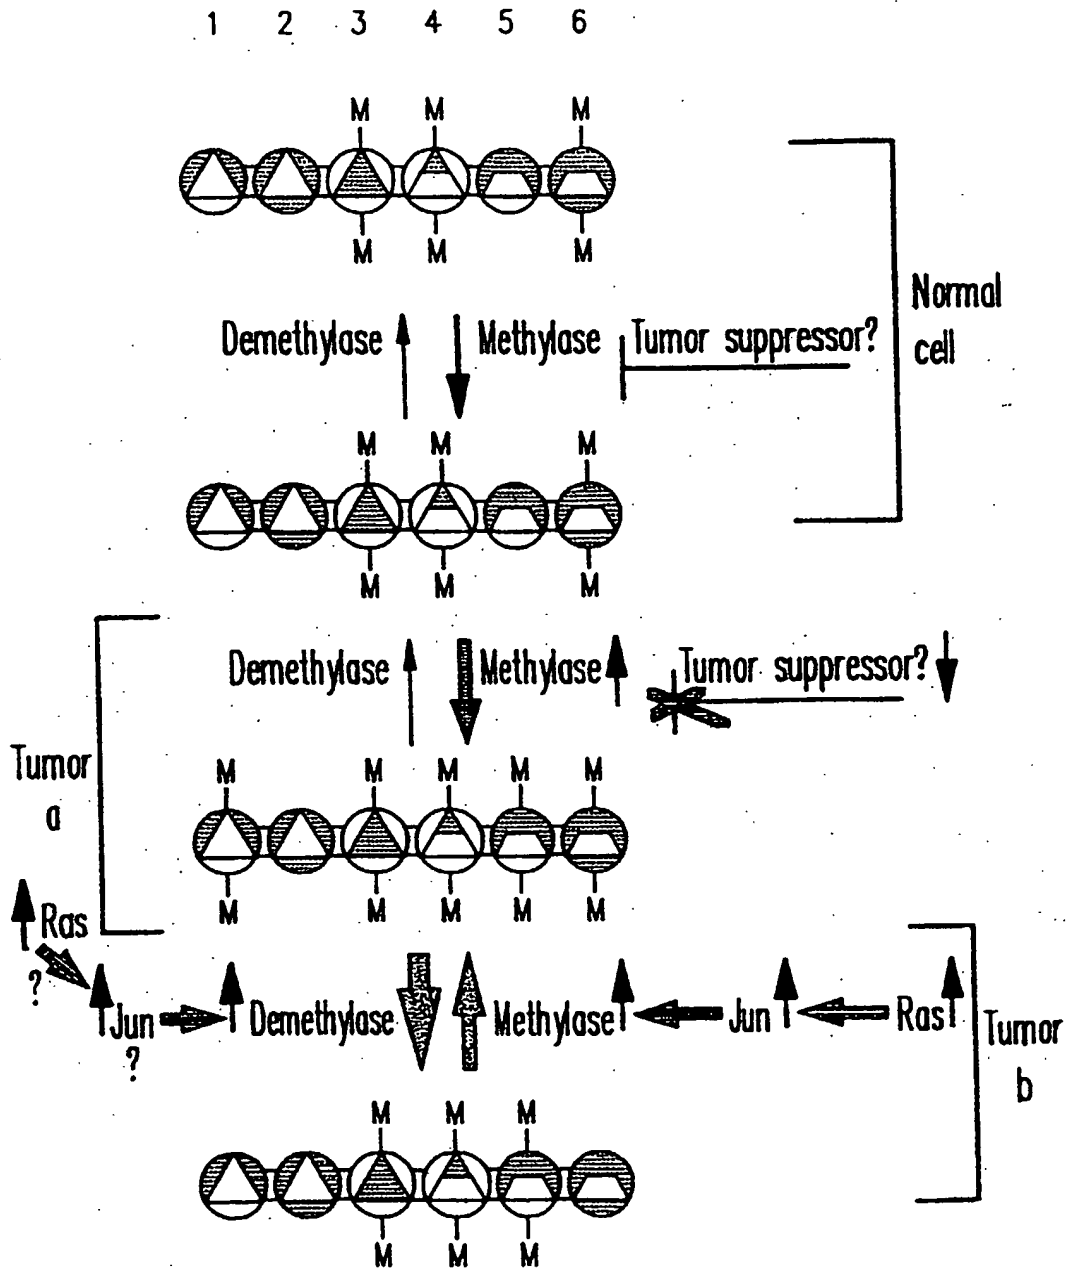 1 2 3 4 5 6
M M M
M M M
Demethylase Methylase Tumor suppressor?
Normal
cell
M M M
M M M
Demethylase Methylase Tumor suppressor?
Tumor
a
M M M M M
M M M M M
Ras
?
Jun
?
Demethylase Methylase Jun Ras
Tumor
b
M M M
M M M